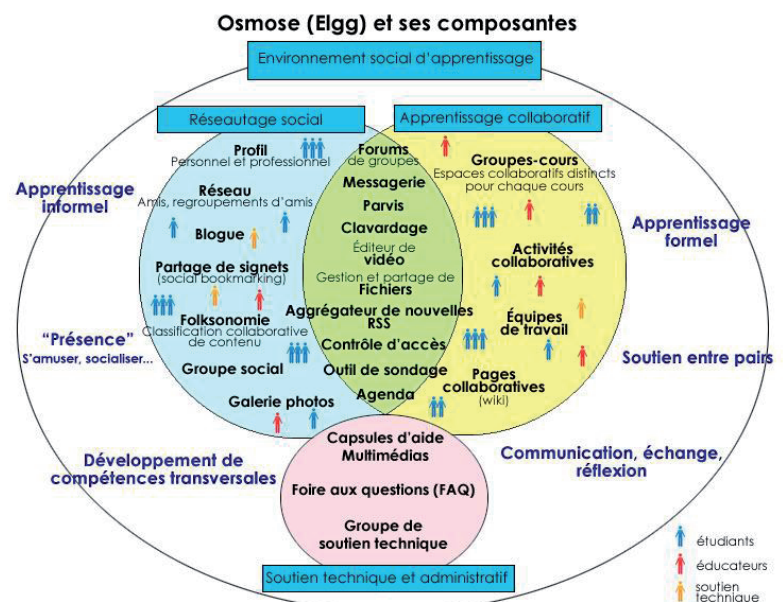 Osmose (Elgg) et ses composantes
Environnement social d'apprentissage
Réseautage social
Apprentissage collaboratif
Profil
Personnel et professionnel
Réseau
Amis, regroupements d'amis
Blogue
Partage de signets
(social bookmarking)
Folksonomie
Classification collaborative
de contenu
Groupe social
Galerie photos
Forums
de groupes
Messagerie
Parvis
Clavardage
Éditeur de
vidéo
Gestion et partage de
Fichiers
Aggrégateur de nouvelles
RSS
Contrôle d'accès
Outil de sondage
Agenda
Groupes-cours
Espaces collaboratifs distincts
pour chaque cours
Activités
collaboratives
Équipes
de travail
Pages
collaboratives
(wiki)
Apprentissage
informel
"Présence"
S'amuser, socialiser...
Développement de
compétences transversales
Apprentissage
formel
Soutien entre pairs
Communication, échange,
réflexion
Capsules d'aide
Multimédias
Foire aux questions (FAQ)
Groupe de
soutien technique
Soutien technique et administratif
étudiants
éducateurs
soutien
technique